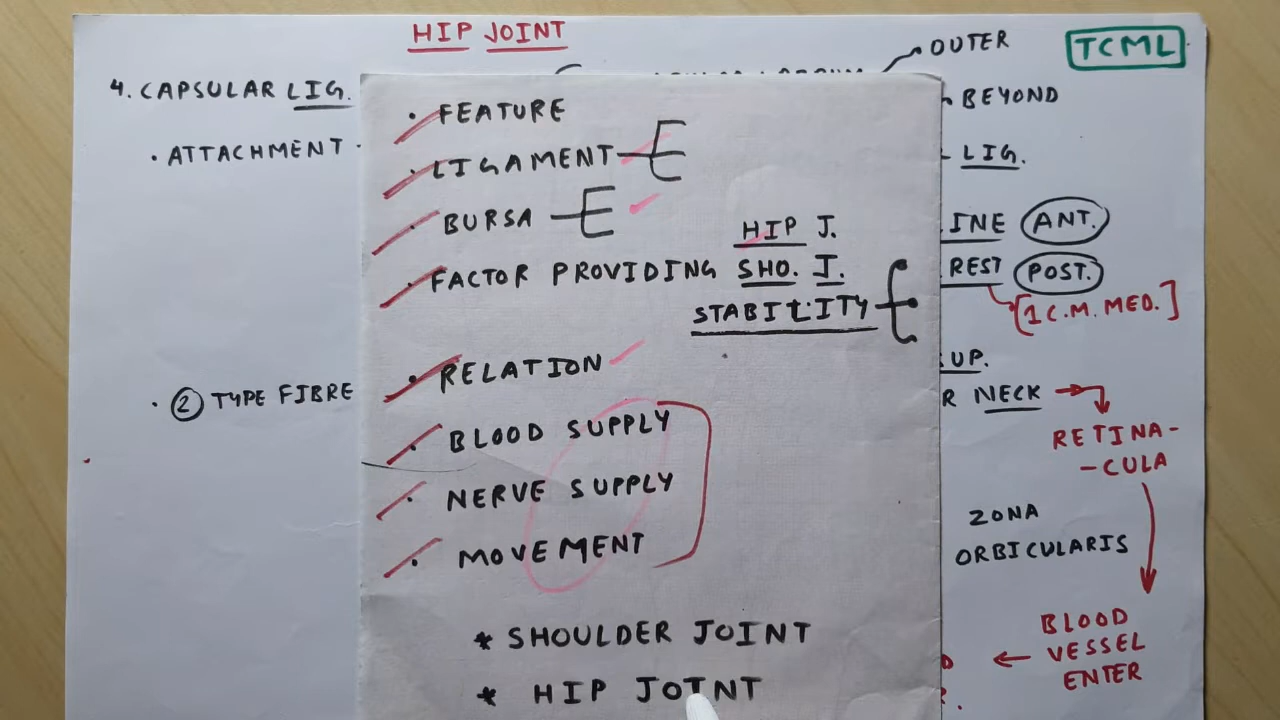 HIP JOINT
TCML
4. CAPSULAR LIG.
OUTER
BEYOND
• ATTACHMENT •
LIG.
INE ANT.
REST POST.
[1 C.M. MED.]
• ② TYPE FIBRE
UP.
R NECK →
RETINA-
-CULA
ZONA
ORBICULARIS
BLOOD
VESSEL
ENTER
←
• FEATURE
• LIGAMENT
• BURSA
HIP J.
• FACTOR PROVIDING SHO. J.
STABILITY
• RELATION
• BLOOD SUPPLY
• NERVE SUPPLY
• MOVEMENT
* SHOULDER JOINT
* HIP JOINT